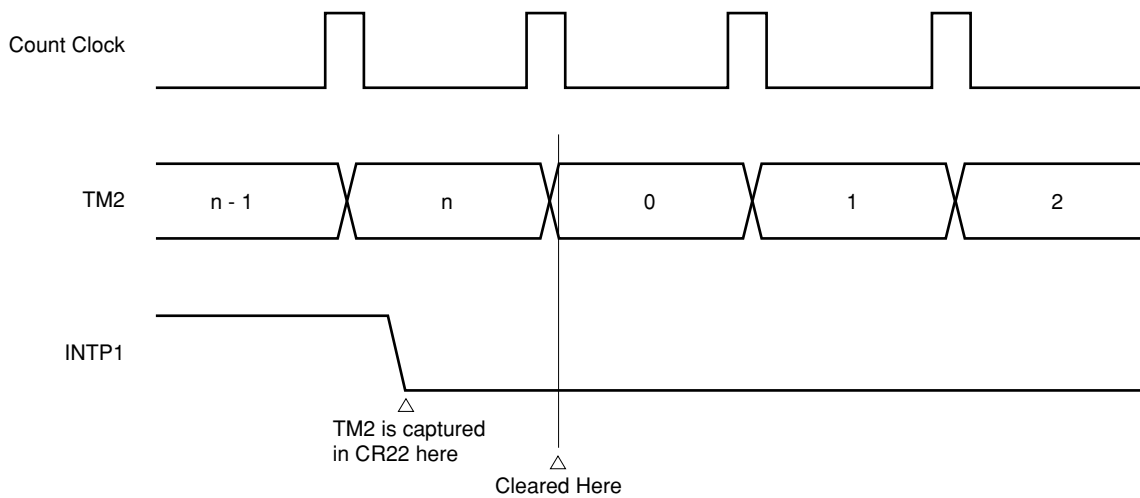 Count Clock
TM2
n - 1
n
0
1
2
INTP1
TM2 is captured
in CR22 here
Cleared Here